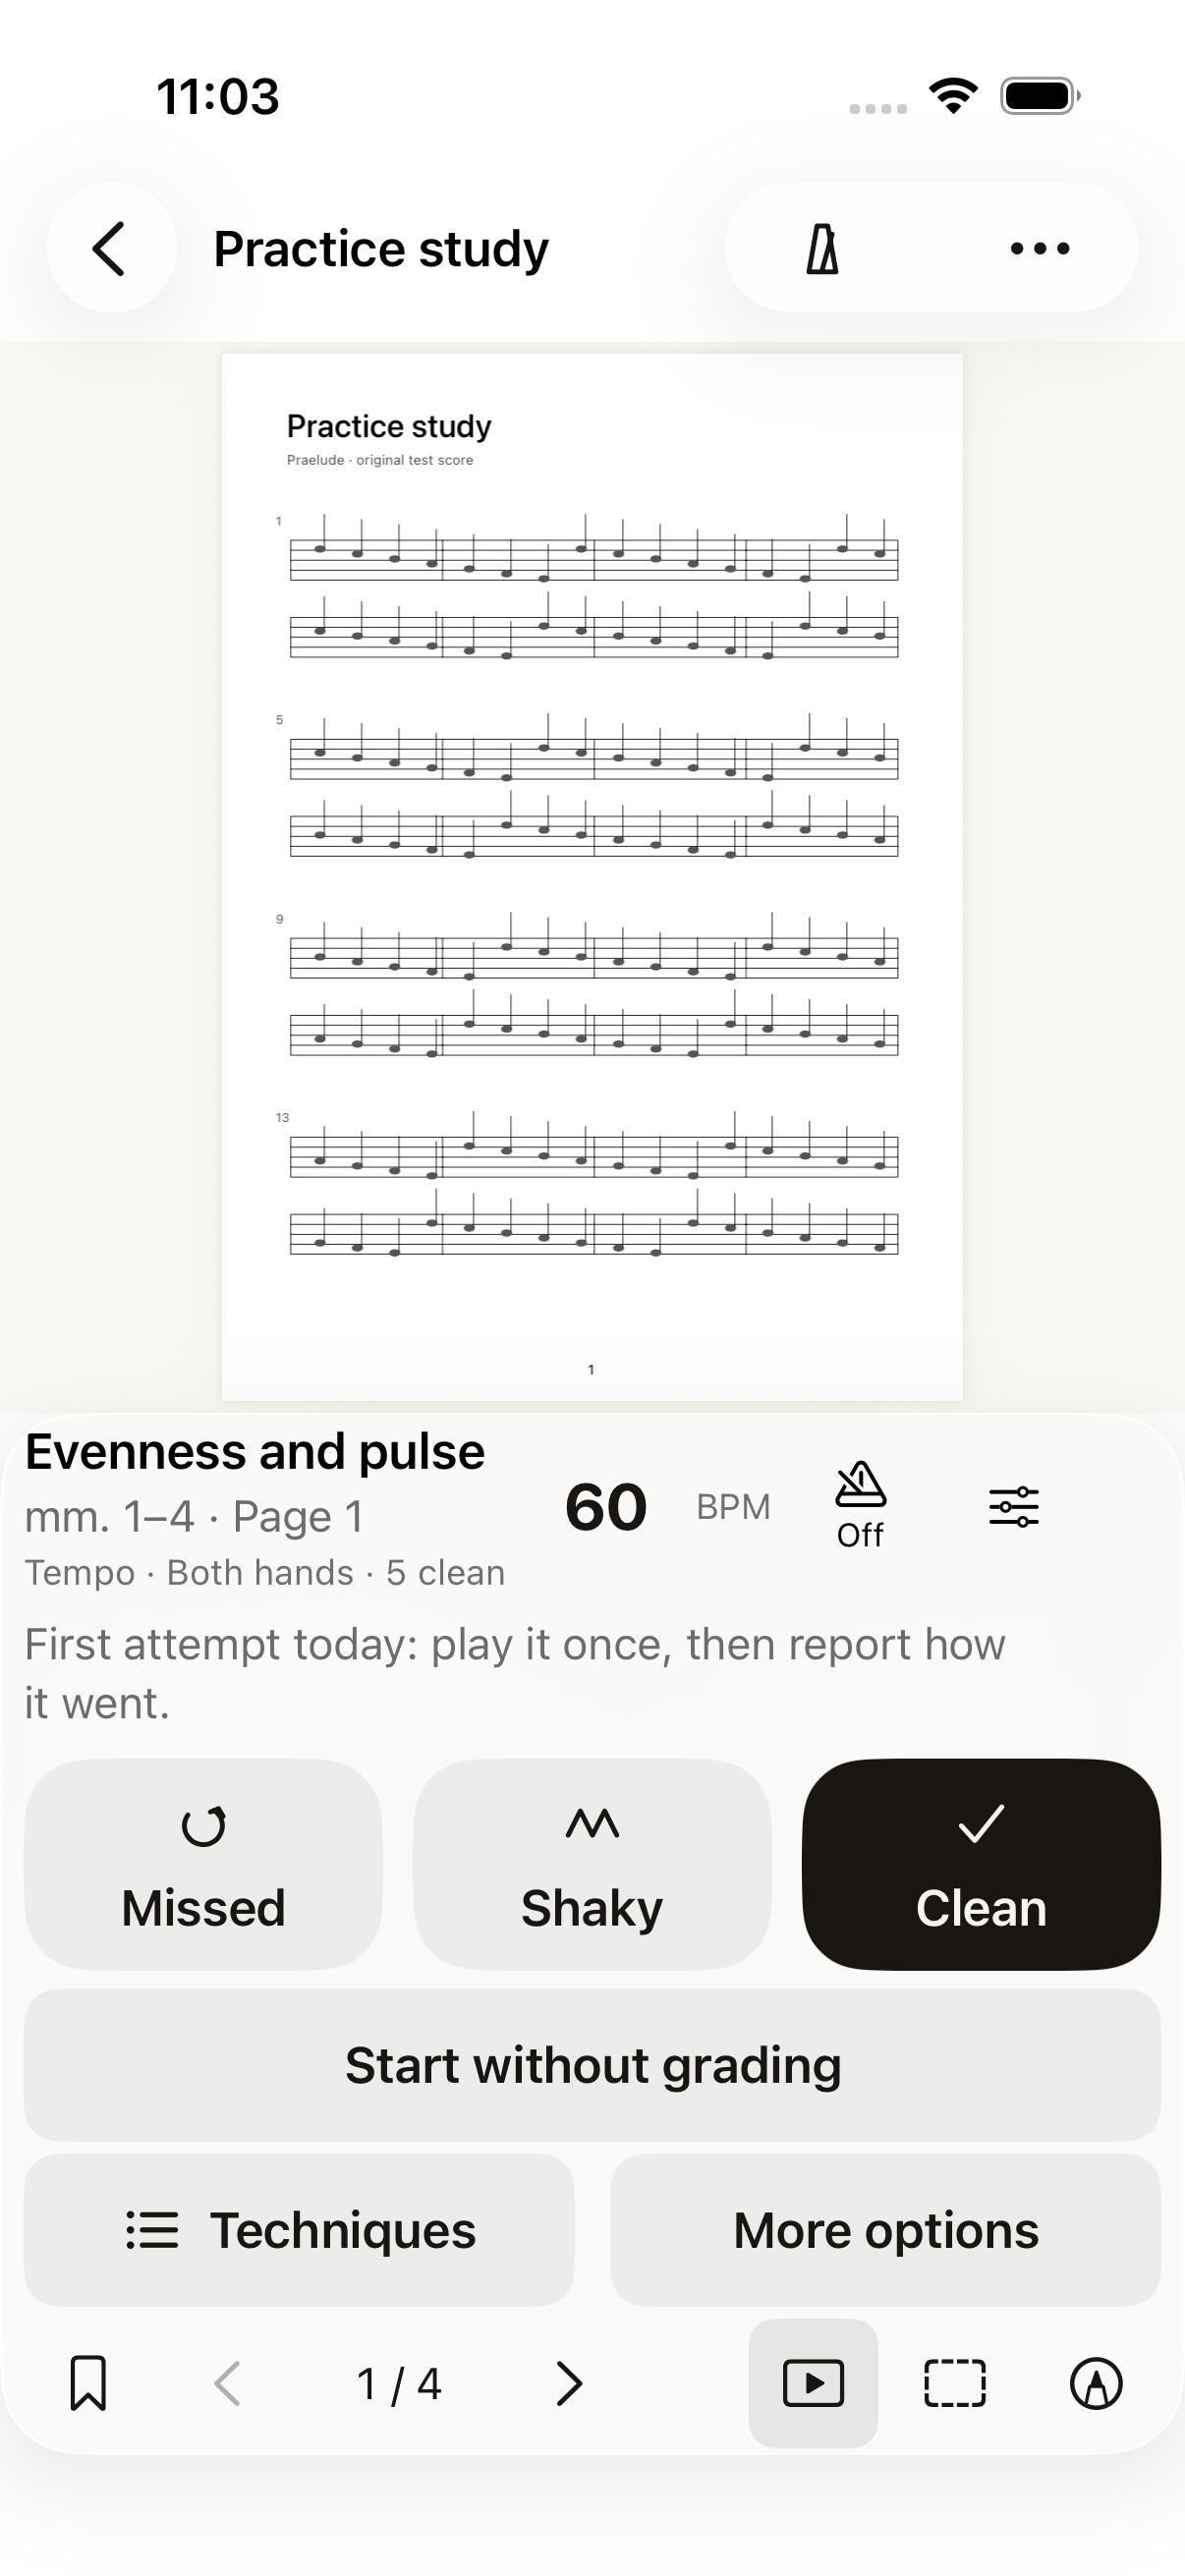 11:03
Practice study
Practice study
Praelude · original test score
1
5
9
13
1
Evenness and pulse
mm. 1–4 · Page 1
Tempo · Both hands · 5 clean
60 BPM
Off
First attempt today: play it once, then report how
it went.
Missed
Shaky
Clean
Start without grading
Techniques
More options
1 / 4